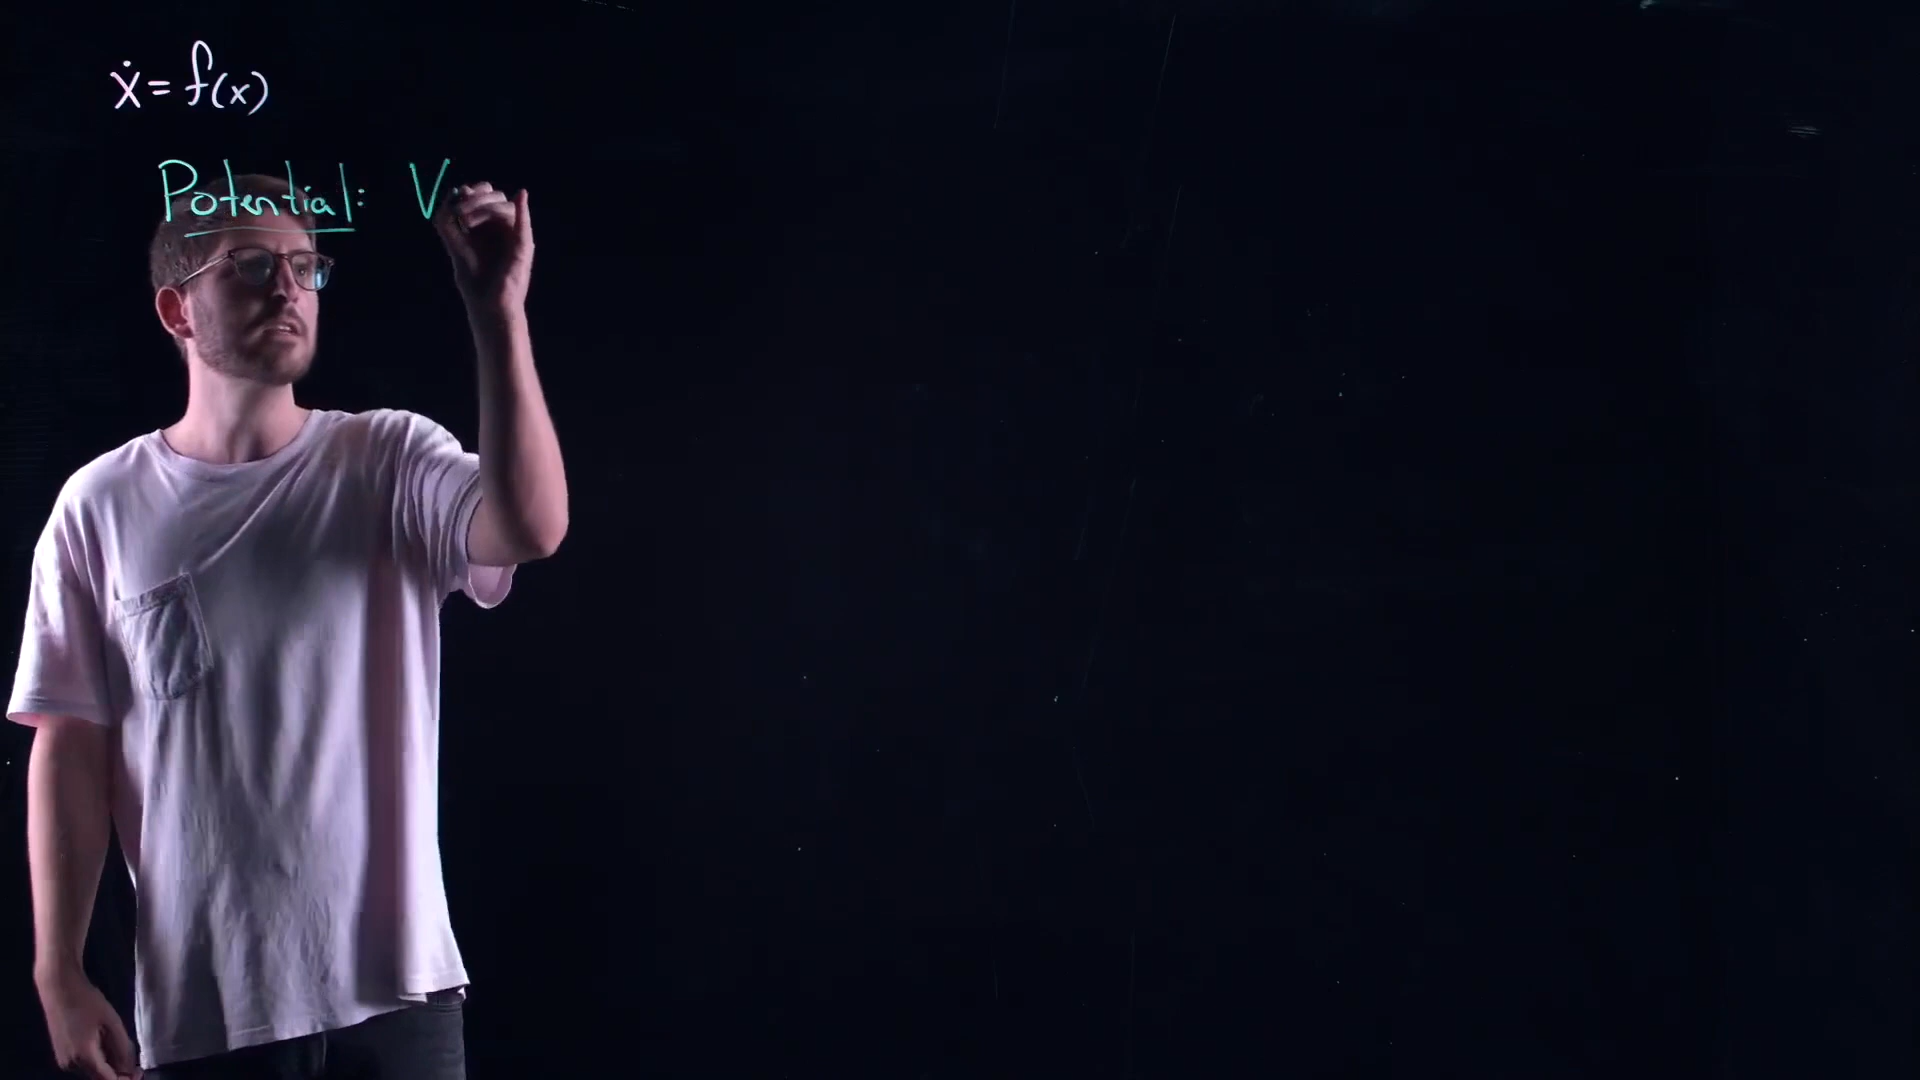 ẋ = f(x)
Potential: V